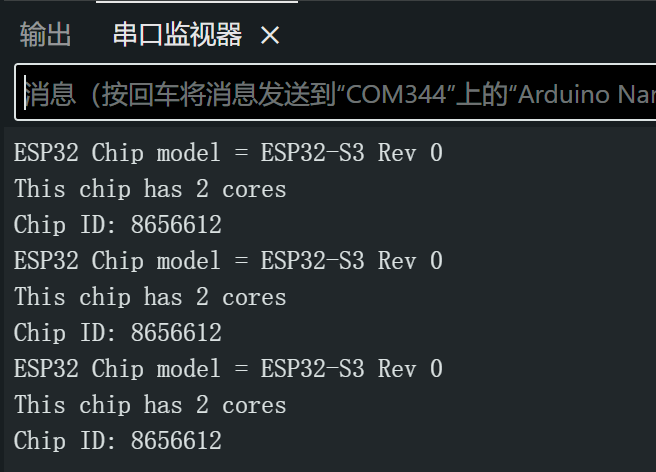 输出 串口监视器 ×
消息（按回车将消息发送到“COM344”上的“Arduino
ESP32 Chip model = ESP32-S3 Rev 0
This chip has 2 cores
Chip ID: 8656612
ESP32 Chip model = ESP32-S3 Rev 0
This chip has 2 cores
Chip ID: 8656612
ESP32 Chip model = ESP32-S3 Rev 0
This chip has 2 cores
Chip ID: 8656612